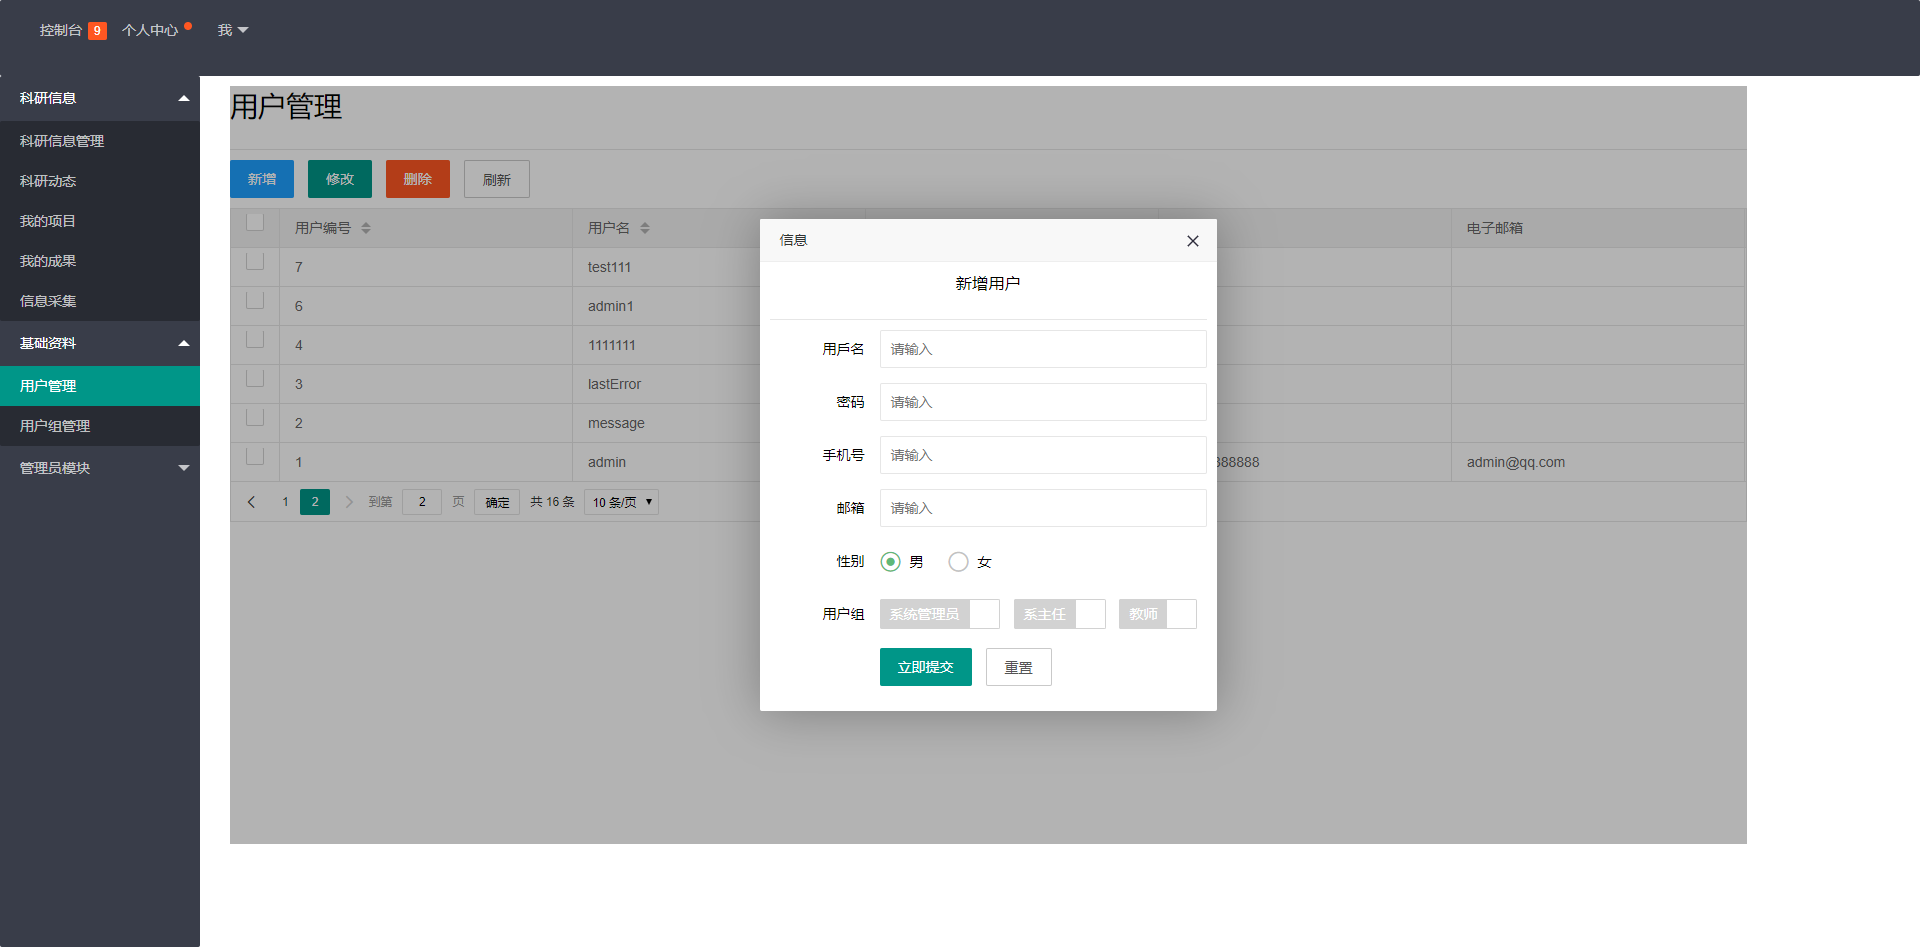 控制台 9 个人中心 我
科研信息
科研信息管理
科研动态
我的项目
我的成果
信息采集
基础资料
用户管理
用户组管理
管理员模块
用户管理
新增 修改 删除 刷新
用户编号 用户名 电子邮箱
7 test111
6 admin1
4 1111111
3 lastError
2 message
1 admin 888888 admin@qq.com
1 2 到第 2 页 确定 共 16 条 10 条/页
信息
新增用户
用戶名 请输入
密码 请输入
手机号 请输入
邮箱 请输入
性别 男 女
用户组 系统管理员 系主任 教师
立即提交 重置